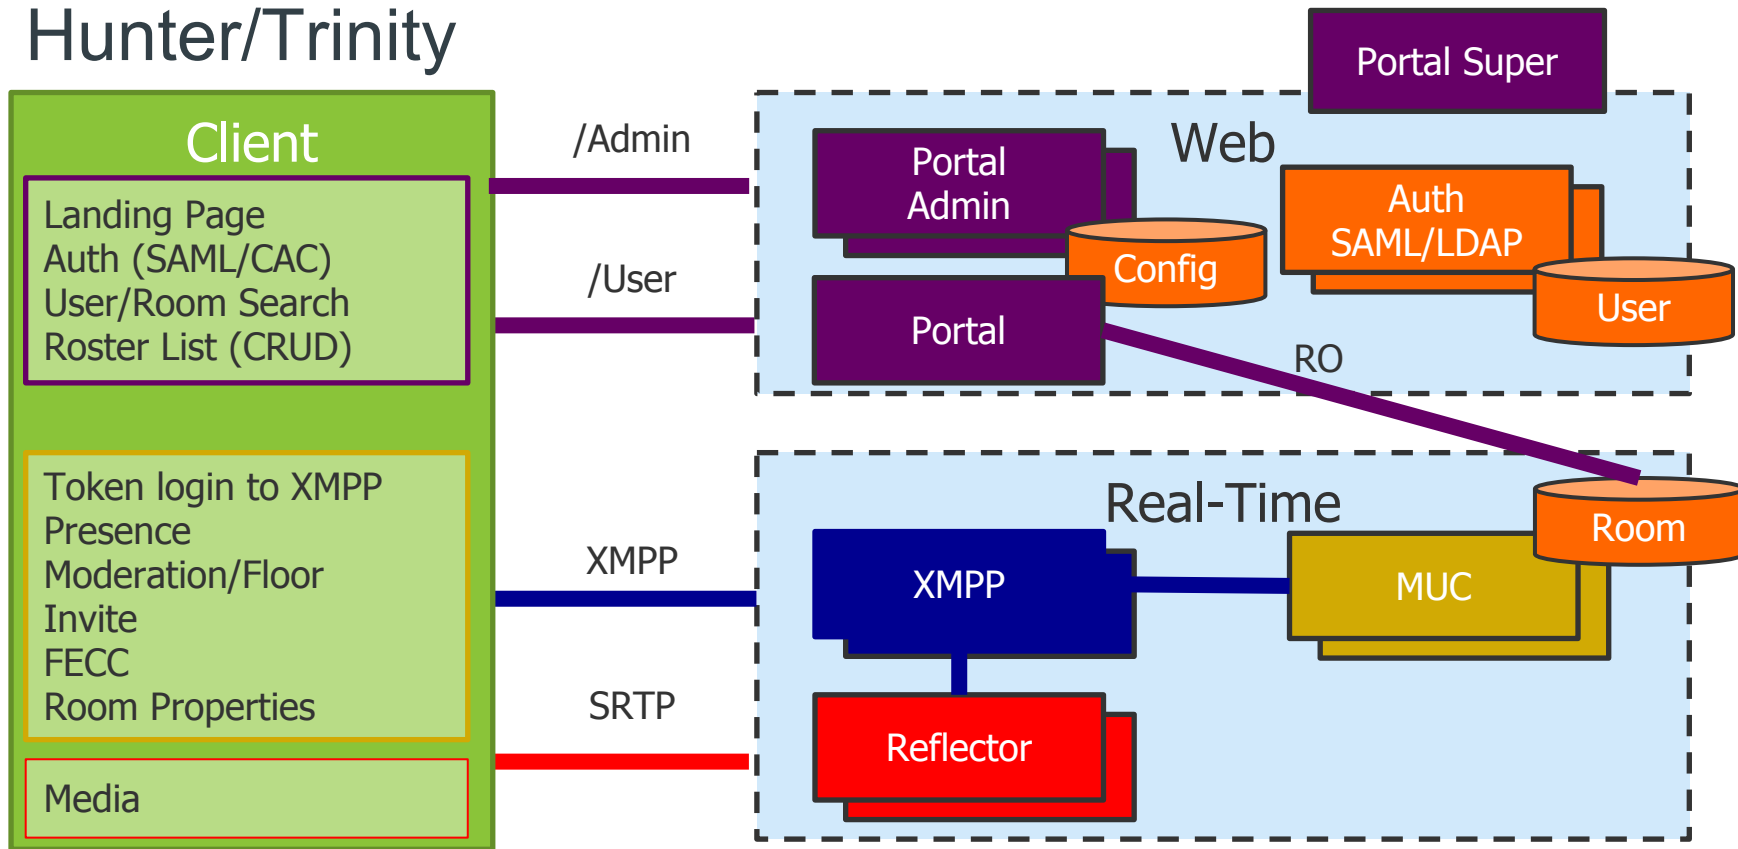 Hunter/Trinity
Client
Landing Page
Auth (SAML/CAC)
User/Room Search
Roster List (CRUD)
Token login to XMPP
Presence
Moderation/Floor
Invite
FECC
Room Properties
Media
/Admin
/User
XMPP
SRTP
Portal Super
Web
Portal
Admin
Config
Auth
SAML/LDAP
User
Portal
RO
Real-Time
Room
XMPP
MUC
Reflector